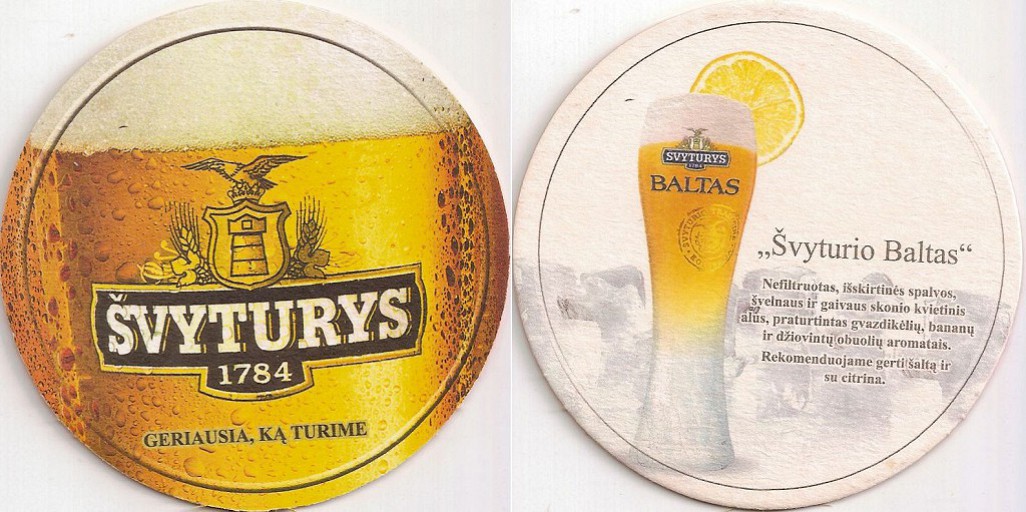 ŠVYTURYS
1784
GERIAUSIA, KĄ TURIME
ŠVYTURYS
1784
BALTAS
„Švyturio Baltas“
Nefiltruotas, išskirtinės spalvos,
švelnaus ir gaivaus skonio kvietinis
alus, praturtintas gvazdikėlių, bananų
ir džiovintų obuolių aromatais.
Rekomenduojame gerti šaltą ir
su citrina.